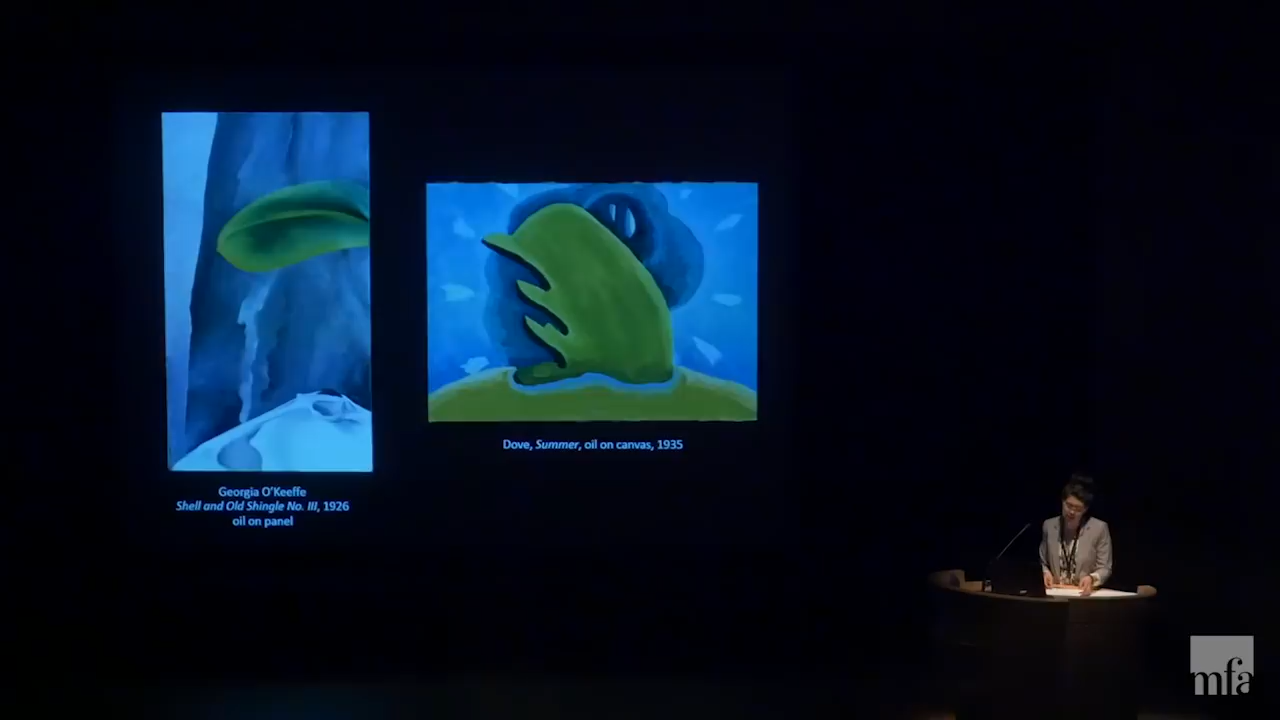 Georgia O'Keeffe
Shell and Old Shingle No. III, 1926
oil on panel
Dove, Summer, oil on canvas, 1935
mfa